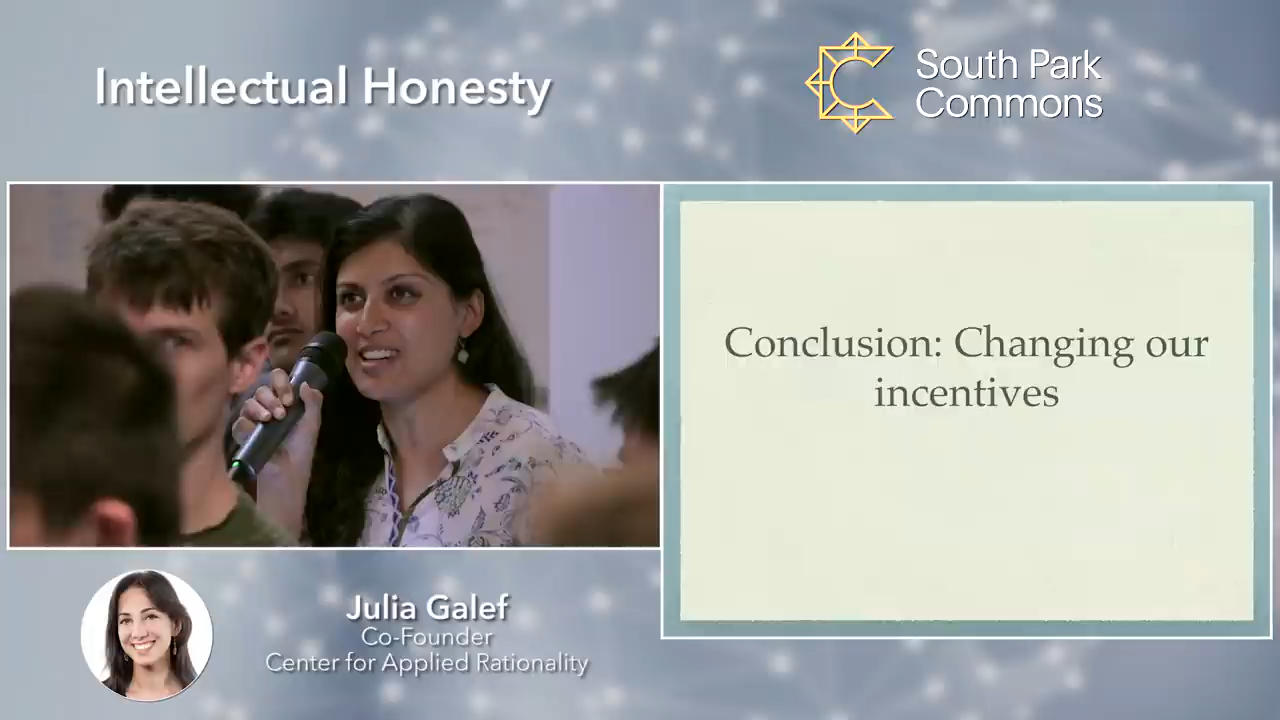 Intellectual Honesty
South Park
Commons
Conclusion: Changing our
incentives
Julia Galef
Co-Founder
Center for Applied Rationality